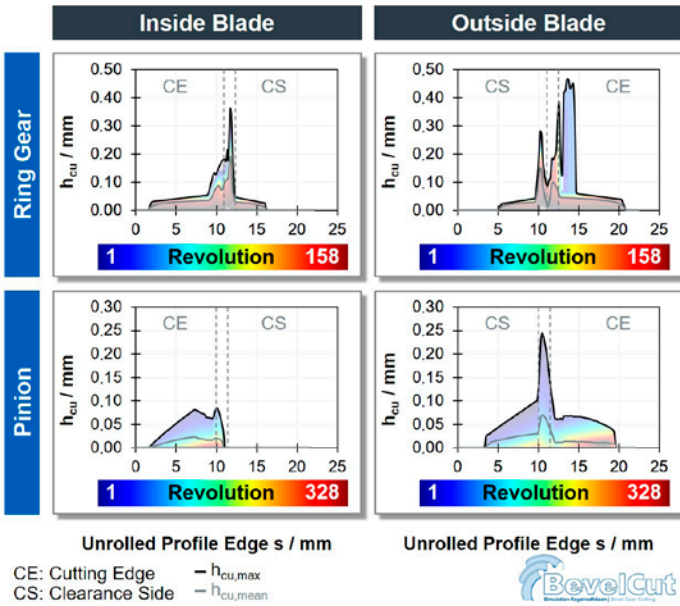 Inside Blade
Outside Blade
Ring Gear
h_cu / mm
0.50
0.40
0.30
0.20
0.10
0.00
CE
CS
0 5 10 15 20 25
1 Revolution 158
h_cu / mm
0.50
0.40
0.30
0.20
0.10
0.00
CS
CE
0 5 10 15 20 25
1 Revolution 158
Pinion
h_cu / mm
0.30
0.25
0.20
0.15
0.10
0.05
0.00
CE
CS
0 5 10 15 20 25
1 Revolution 328
h_cu / mm
0.30
0.25
0.20
0.15
0.10
0.05
0.00
CS
CE
0 5 10 15 20 25
1 Revolution 328
Unrolled Profile Edge s / mm
Unrolled Profile Edge s / mm
CE: Cutting Edge
h_cu,max
CS: Clearance Side
h_cu,mean
BevelCut